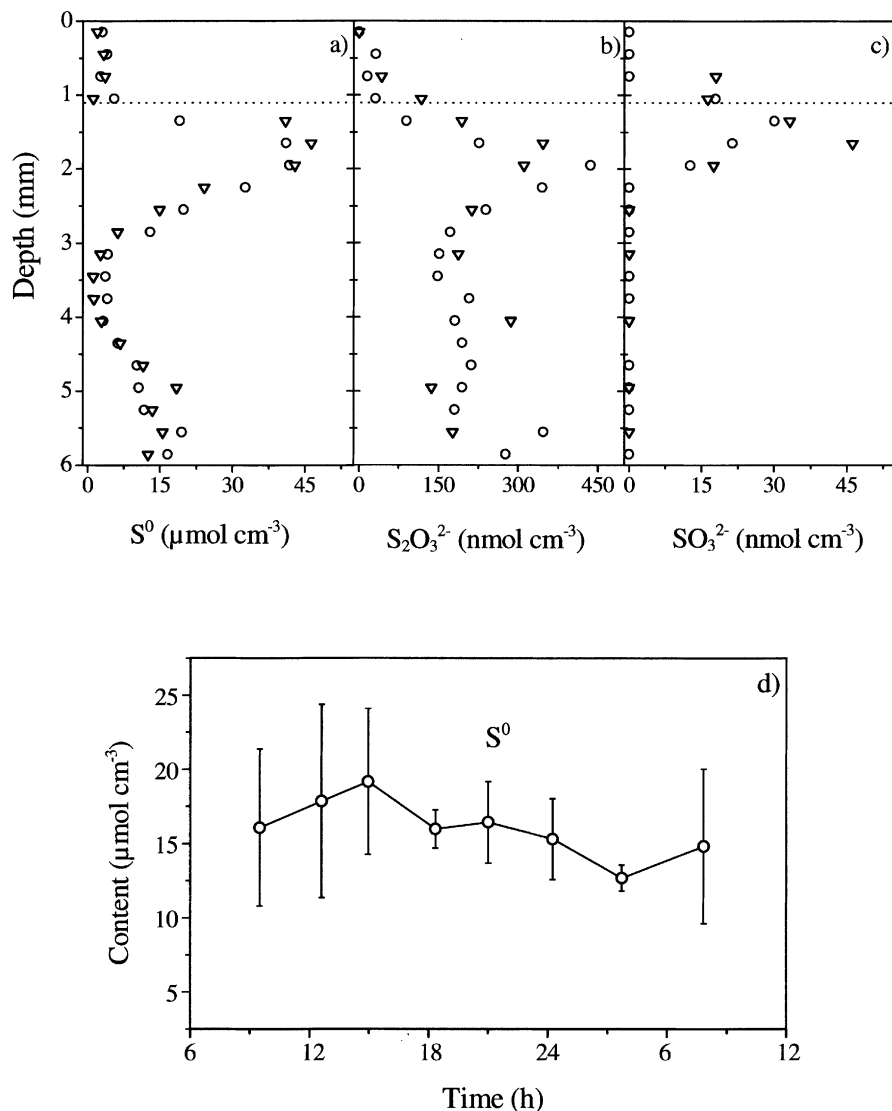 0
1
2
3
4
5
6
Depth (mm)
a)
b)
c)
0 15 30 45
0 150 300 450
0 15 30 45
S⁰ (µmol cm⁻³)
S₂O₃²⁻ (nmol cm⁻³)
SO₃²⁻ (nmol cm⁻³)
d)
S⁰
25
20
15
10
5
Content (µmol cm⁻³)
6 12 18 24 6 12
Time (h)